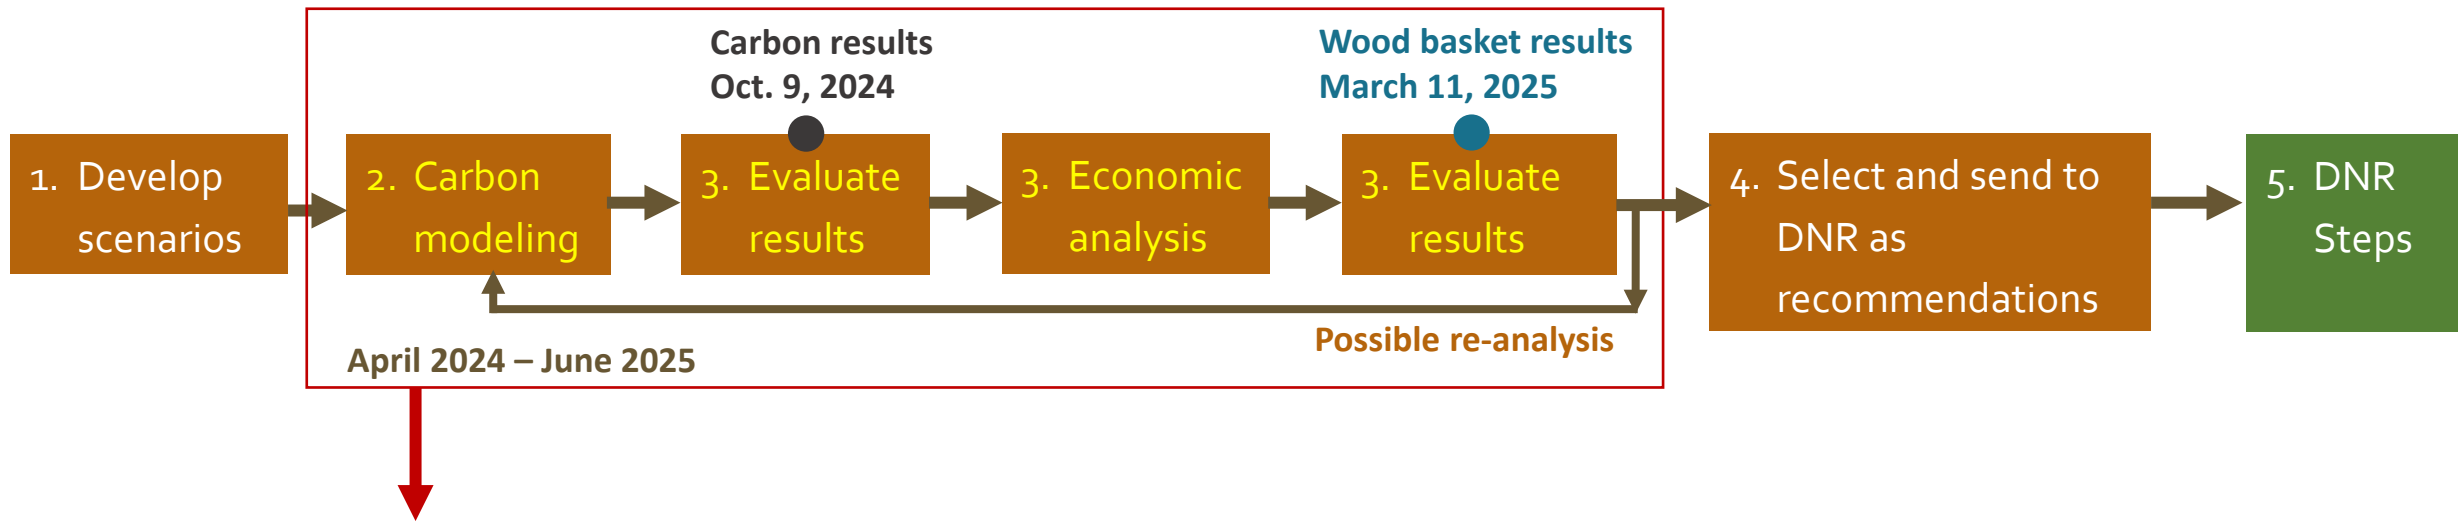 Carbon results
Oct. 9, 2024
Wood basket results
March 11, 2025
1. Develop
scenarios
2. Carbon
modeling
3. Evaluate
results
3. Economic
analysis
3. Evaluate
results
4. Select and send to
DNR as
recommendations
5. DNR
Steps
Possible re-analysis
April 2024 – June 2025